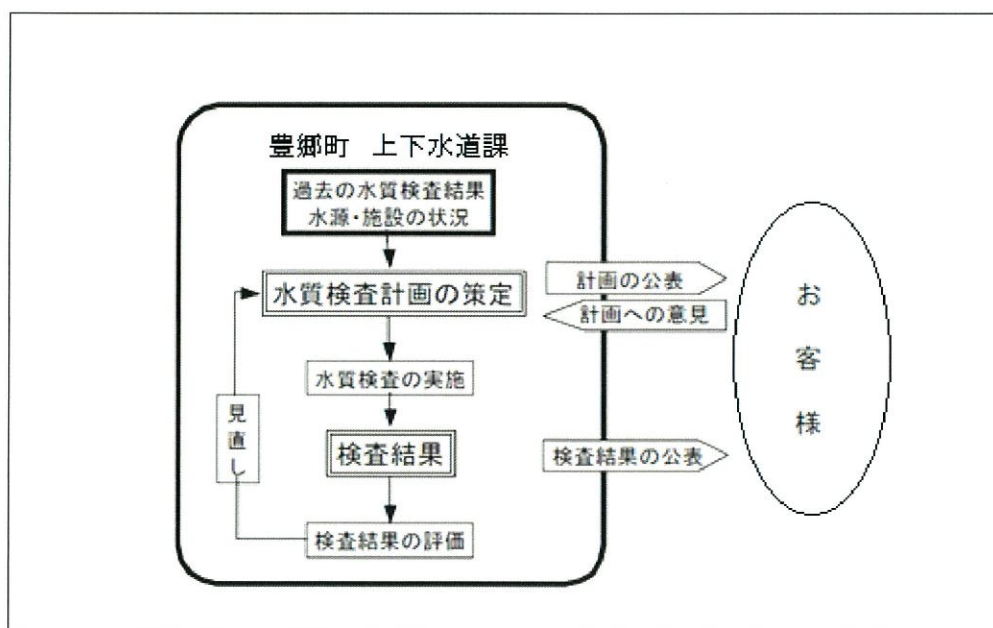 豊郷町　上下水道課
過去の水質検査結果
水源・施設の状況
水質検査計画の策定
水質検査の実施
検査結果
検査結果の評価
見直し
計画の公表
計画への意見
検査結果の公表
お客様